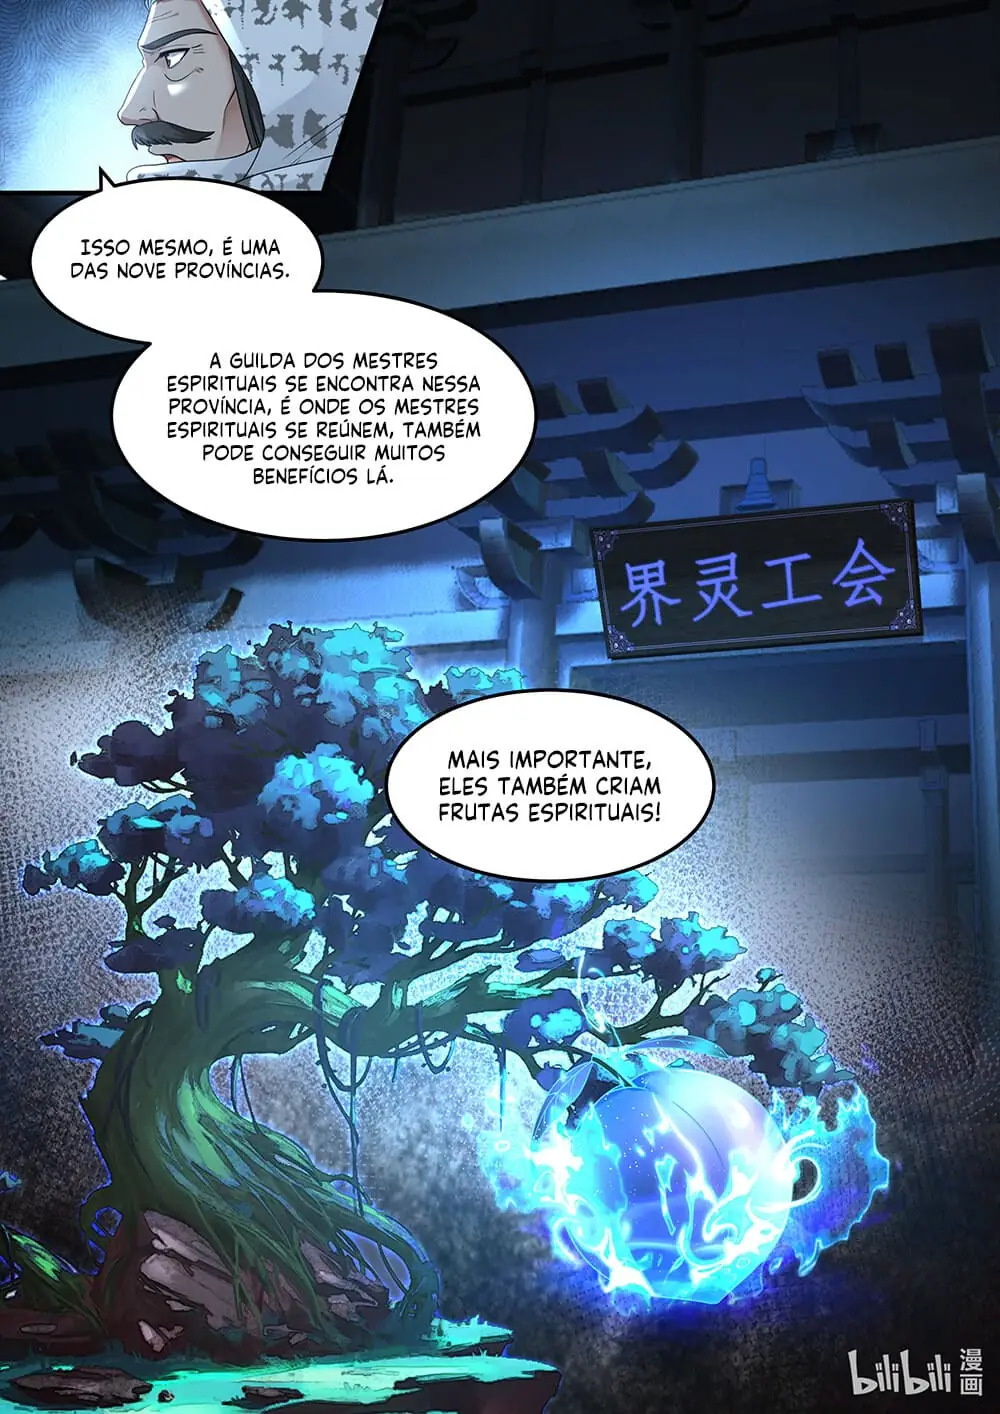 ISSO MESMO, É UMA
DAS NOVE PROVÍNCIAS.
A GUILDA DOS MESTRES
ESPIRITUAIS SE ENCONTRA NESSA
PROVÍNCIA, É ONDE OS MESTRES
ESPIRITUAIS SE REÚNEM, TAMBÉM
PODE CONSEGUIR MUITOS
BENEFÍCIOS LÁ.
界灵工会
MAIS IMPORTANTE,
ELES TAMBÉM CRIAM
FRUTAS ESPIRITUAIS!
bilibili 漫画